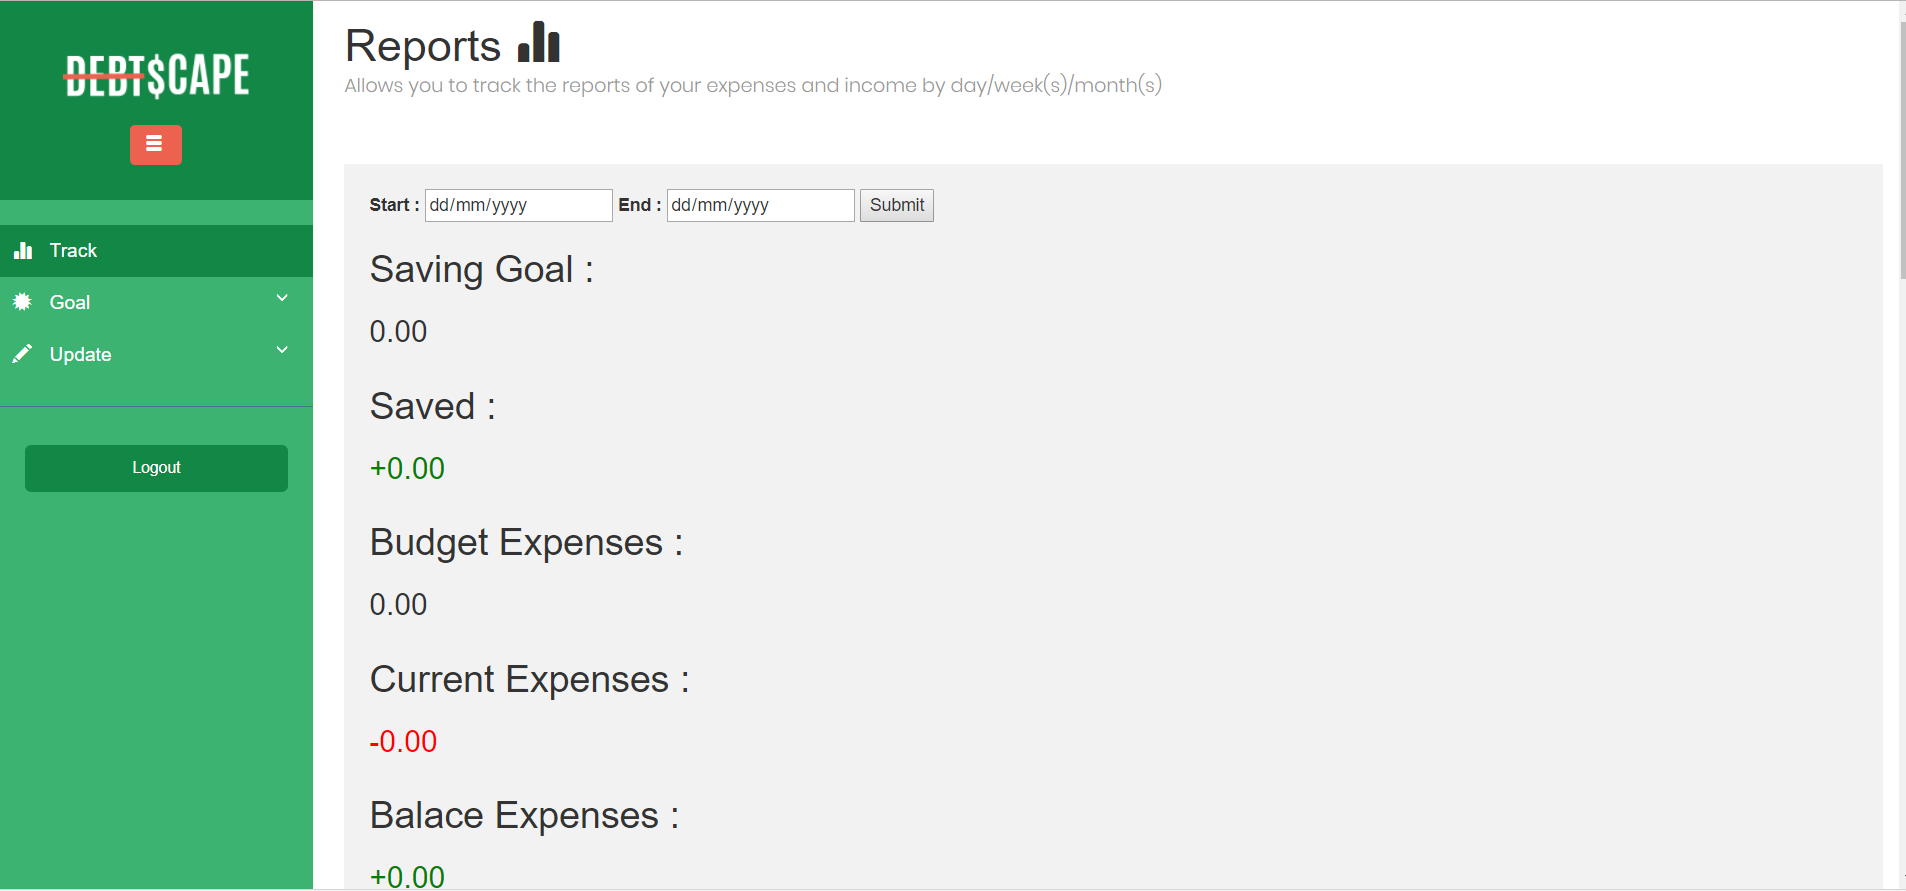 DEBT$CAPE
Track
Goal
Update
Logout
Reports
Allows you to track the reports of your expenses and income by day/week(s)/month(s)
Start : dd/mm/yyyy End : dd/mm/yyyy Submit
Saving Goal :
0.00
Saved :
+0.00
Budget Expenses :
0.00
Current Expenses :
-0.00
Balace Expenses :
+0.00